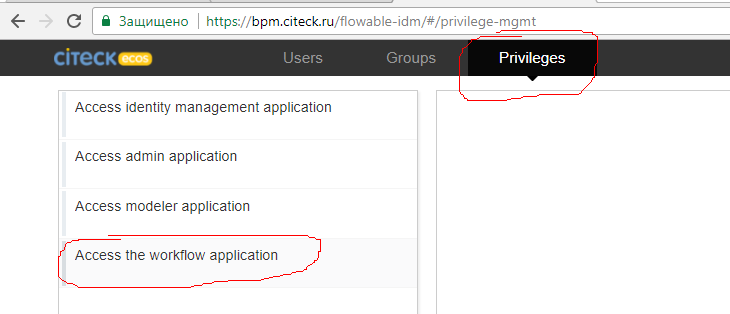 Защищено https://bpm.citeck.ru/flowable-idm/#/privilege-mgmt
CITECK ecos Users Groups Privileges
Access identity management application
Access admin application
Access modeler application
Access the workflow application